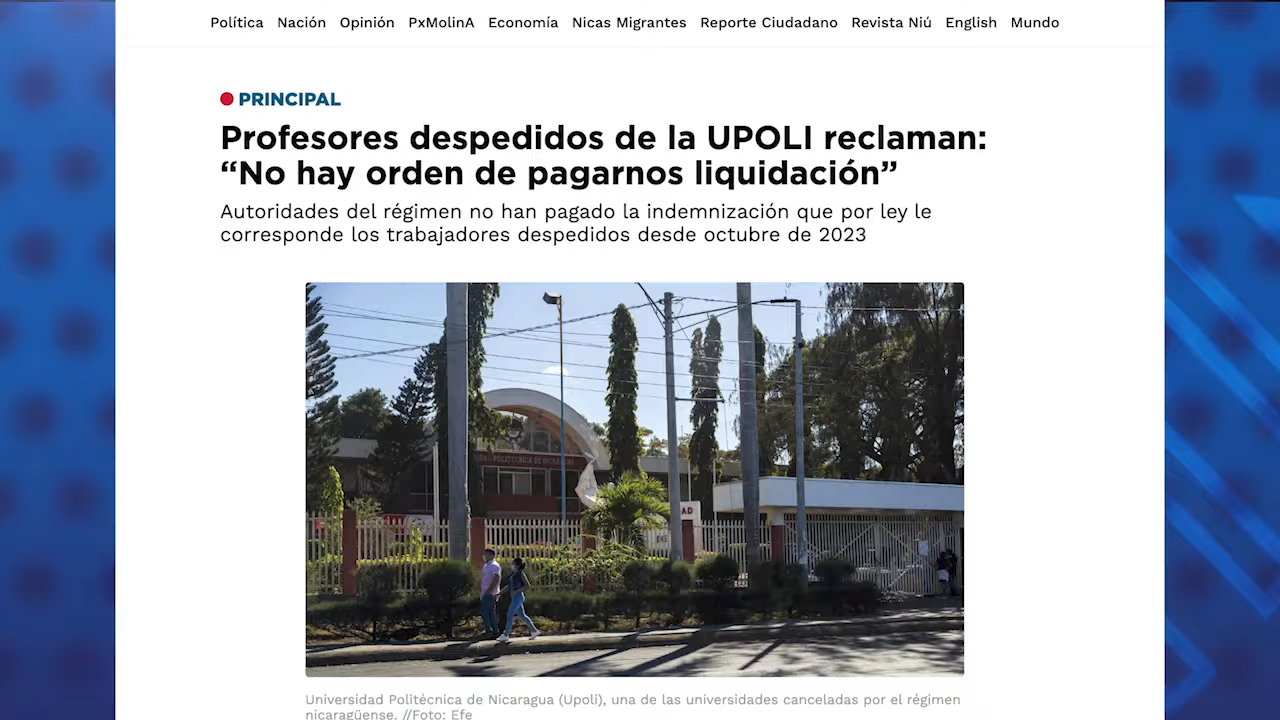 Política Nación Opinión PxMolinA Economía Nicas Migrantes Reporte Ciudadano Revista Niú English Mundo
PRINCIPAL
Profesores despedidos de la UPOLI reclaman:
“No hay orden de pagarnos liquidación”
Autoridades del régimen no han pagado la indemnización que por ley le
corresponde los trabajadores despedidos desde octubre de 2023
POLITÉCNICA DE NICARAGUA
Universidad Politécnica de Nicaragua (Upoli), una de las universidades canceladas por el régimen
nicaragüense. //Foto: Efe